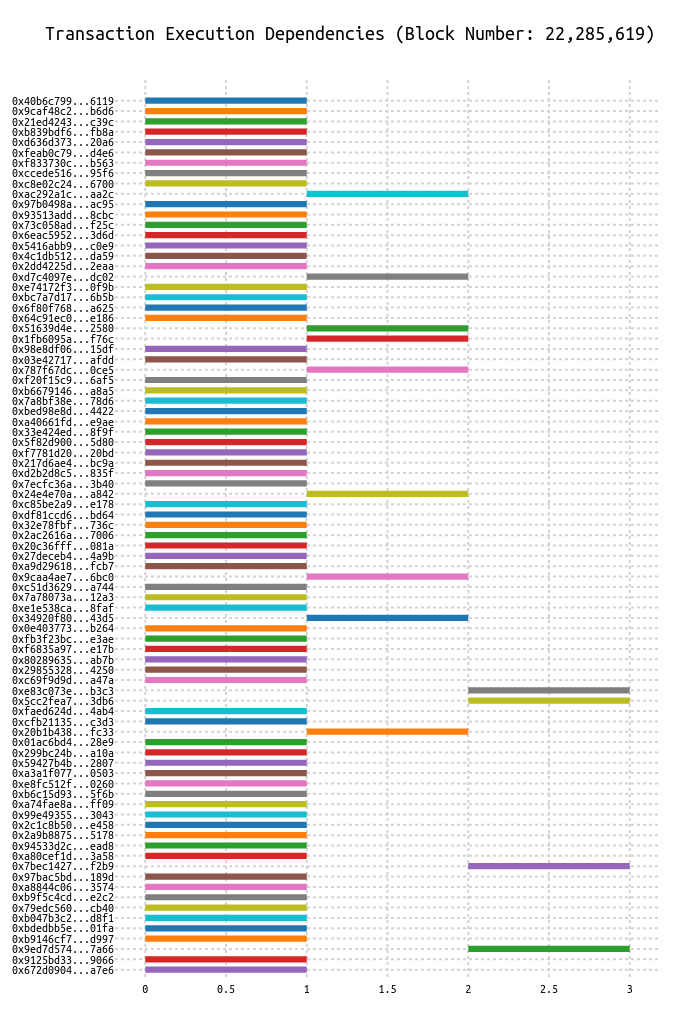 Transaction Execution Dependencies (Block Number: 22,285,619)
0x40b6c799...6119
0x9caf48c2...b6d6
0x21ed4243...c39c
0xb839bdf6...fb8a
0xd636d373...20a6
0xfeab0c79...d4e6
0xf833730c...b563
0xccede516...95f6
0xc8e02c24...6700
0xac292a1c...aa2c
0x97b0498a...ac95
0x93513add...8cbc
0x73c058ad...f25c
0x6eac5952...3d6d
0x5416abb9...c0e9
0x4c1db512...da59
0x2dd4225d...2eaa
0xd7c4097e...dc02
0xe74172f3...0f9b
0xbc7a7d17...6b5b
0x6f80f768...a625
0x64c91ec0...e186
0x51639d4e...2580
0x1fb6095a...f76c
0x98e8df06...15df
0x03e42717...afdd
0x787f67dc...0ce5
0xf20f15c9...6af5
0xb6679146...a8a5
0x7a8bf38e...78d6
0xbed98e8d...4422
0xa40661fd...e9ae
0x33e424ed...8f9f
0x5f82d900...5d80
0xf7781d20...20bd
0x217d6ae4...bc9a
0xd2b2d8c5...835f
0x7ecfc36a...3b40
0x24e4e70a...a842
0xc85be2a9...e178
0xdf81ccd6...bd64
0x32e78fbf...736c
0x2ac2616a...7006
0x20c36fff...081a
0x27deceb4...4a9b
0xa9d29618...fcb7
0x9caa4ae7...6bc0
0xc51d3629...a744
0x7a78073a...12a3
0xe1e538ca...8faf
0x34920f80...43d5
0x0e403773...b264
0xfb3f23bc...e3ae
0xf6835a97...e17b
0x80289635...ab7b
0x29855328...4250
0xc69f9d9d...a47a
0xe83c073e...b3c3
0x5cc2fea7...3db6
0xfaed624d...4ab4
0xcfb21135...c3d3
0x20b1b438...fc33
0x01ac6bd4...28e9
0x299bc24b...a10a
0x59427b4b...2807
0xa3a1f077...0503
0xe8fc512f...0260
0xb6c15d93...5f6b
0xa74fae8a...ff09
0x99e49355...3043
0x2c1c8b50...e458
0x2a9b8875...5178
0x94533d2c...ead8
0xa80cef1d...3a58
0x7bec1427...f2b9
0x97bac5bd...189d
0xa8844c06...3574
0xb9f5c4cd...e2c2
0x79edc560...cb40
0xb047b3c2...d8f1
0xbdedbb5e...01fa
0xb9146cf7...d997
0x9ed7d574...7a66
0x9125bd33...9066
0x672d0904...a7e6
0 0.5 1 1.5 2 2.5 3